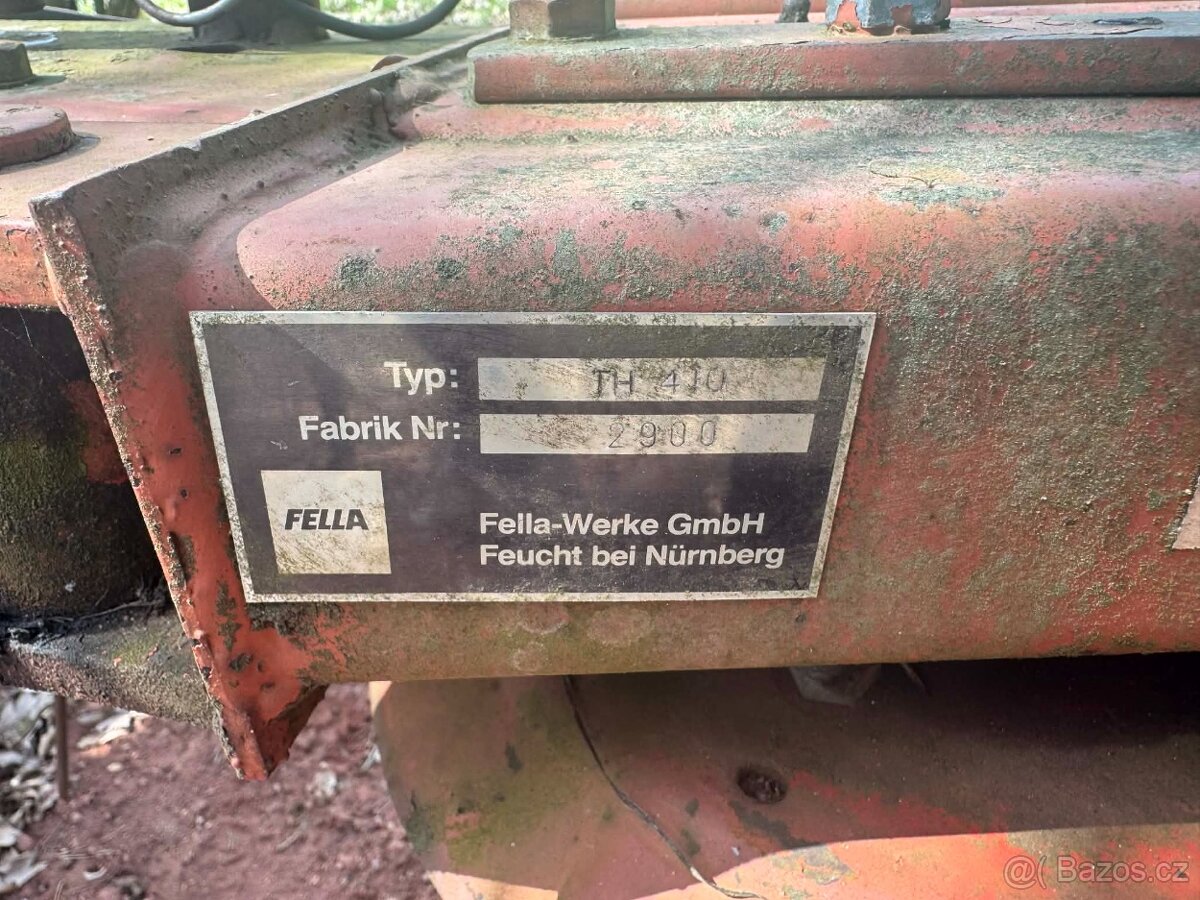 Typ: TH 410
Fabrik Nr: 2900
FELLA
Fella-Werke GmbH
Feucht bei Nürnberg
@( Bazos.cz